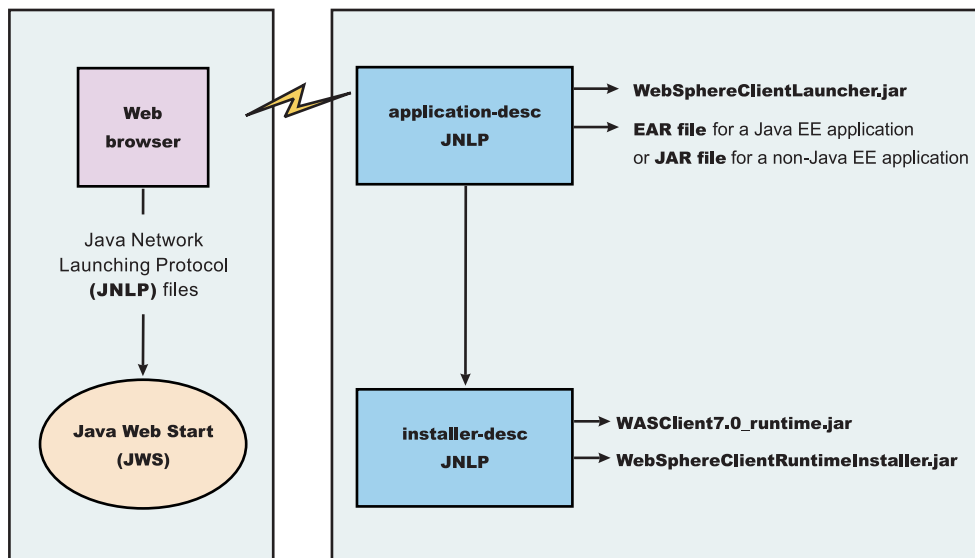 Web
browser
Java Network
Launching Protocol
(JNLP) files
Java Web Start
(JWS)
application-desc
JNLP
WebSphereClientLauncher.jar
EAR file for a Java EE application
or JAR file for a non-Java EE application
installer-desc
JNLP
WASClient7.0_runtime.jar
WebSphereClientRuntimeInstaller.jar